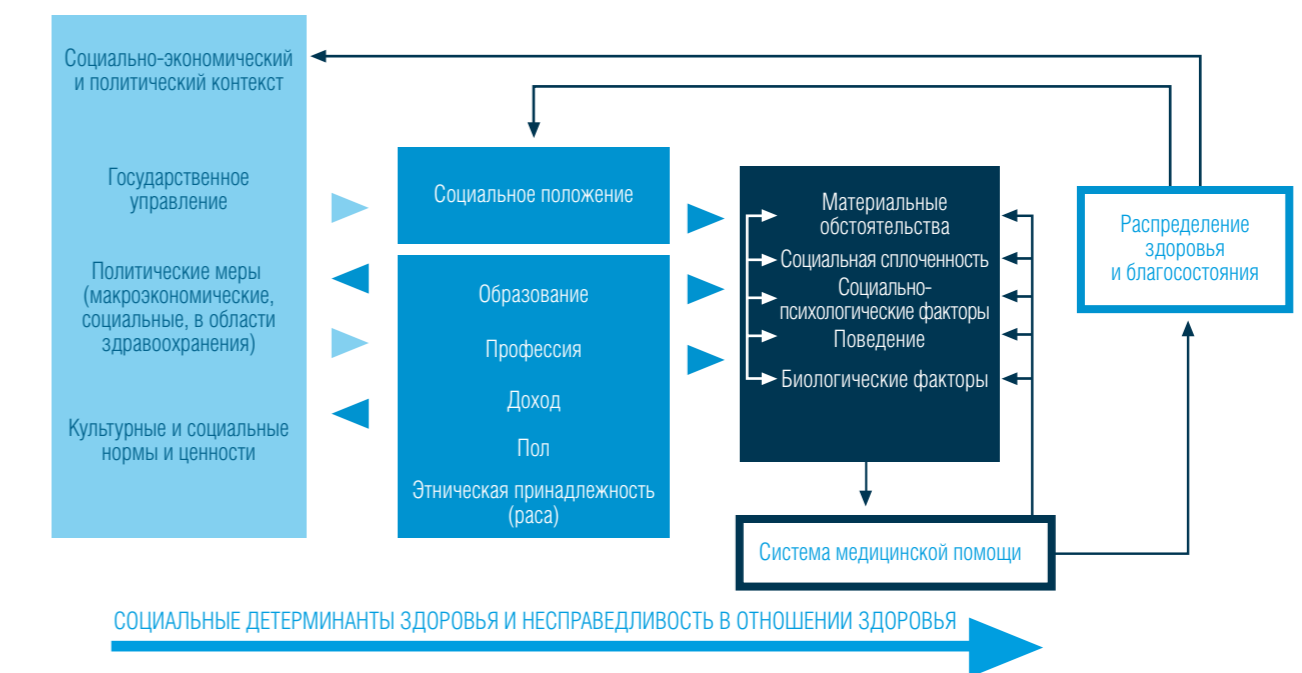 Социально-экономический
и политический контекст
Государственное
управление
Политические меры
(макроэкономические,
социальные, в области
здравоохранения)
Культурные и социальные
нормы и ценности
Социальное положение
Образование
Профессия
Доход
Пол
Этническая принадлежность
(раса)
Материальные
обстоятельства
Социальная сплоченность
Социально-
психологические факторы
Поведение
Биологические факторы
Система медицинской помощи
Распределение
здоровья
и благосостояния
СОЦИАЛЬНЫЕ ДЕТЕРМИНАНТЫ ЗДОРОВЬЯ И НЕСПРАВЕДЛИВОСТЬ В ОТНОШЕНИИ ЗДОРОВЬЯ